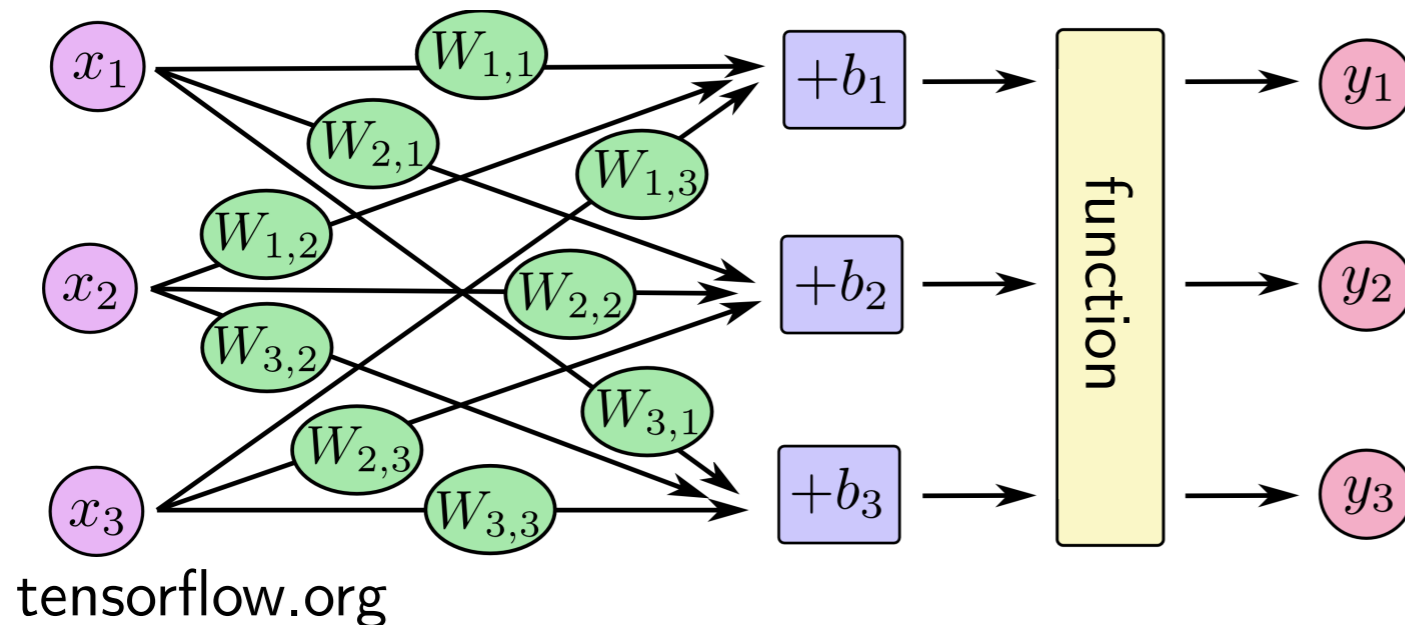 x₁ W₁,₁ +b₁ y₁
W₂,₁
W₁,₃
W₁,₂
x₂ W₂,₂ +b₂ y₂
function
W₃,₂
W₃,₁
W₂,₃
x₃ W₃,₃ +b₃ y₃
tensorflow.org